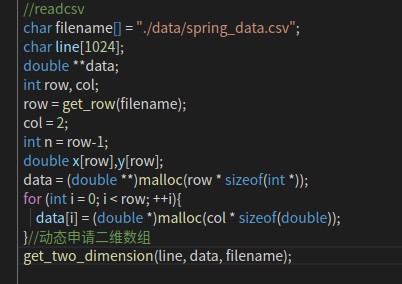 //readcsv
char filename[] = "./data/spring_data.csv";
char line[1024];
double **data;
int row, col;
row = get_row(filename);
col = 2;
int n = row-1;
double x[row],y[row];
data = (double **)malloc(row * sizeof(int *));
for (int i = 0; i < row; ++i){
data[i] = (double *)malloc(col * sizeof(double));
}//动态申请二维数组
get_two_dimension(line, data, filename);